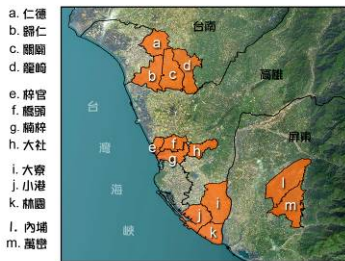 a. 仁德
b. 歸仁
c. 關廟
d. 龍崎
e. 梓官
f. 橋頭
g. 楠梓
h. 大社
i. 大寮
j. 小港
k. 林園
l. 內埔
m. 萬巒
台南
高雄
屏東
台灣海峽
a
b
c
d
e
f
g
h
i
j
k
l
m